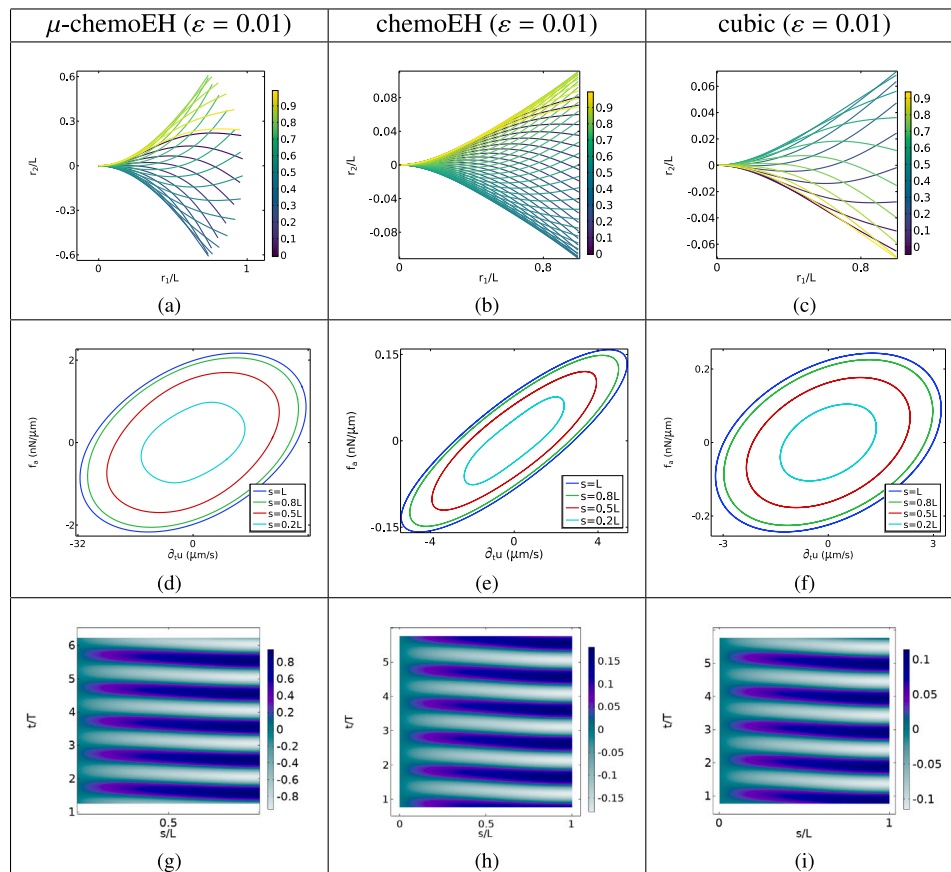 μ-chemoEH (ε = 0.01) chemoEH (ε = 0.01) cubic (ε = 0.01)
r₂/L
0.6
0.3
0.0
-0.3
-0.6
0 1
r₁/L
0.9
0.8
0.7
0.6
0.5
0.4
0.3
0.2
0.1
0
(a)
r₂/L
0.08
0.04
0
-0.04
-0.08
0 0.8
r₁/L
0.9
0.8
0.7
0.6
0.5
0.4
0.3
0.2
0.1
0
(b)
r₂/L
0.06
0.04
0.02
0
-0.02
-0.04
-0.06
0 0.8
r₁/L
0.9
0.8
0.7
0.6
0.5
0.4
0.3
0.2
0.1
0
(c)
fₐ (nN/μm)
2
0
-2
-32 0
∂ₜu (μm/s)
s=L
s=0.8L
s=0.5L
s=0.2L
(d)
fₐ (nN/μm)
0.15
0
-0.15
-4 0 4
∂ₜu (μm/s)
s=L
s=0.8L
s=0.5L
s=0.2L
(e)
fₐ (nN/μm)
0.2
0
-0.2
-3 0 3
∂ₜu (μm/s)
s=L
s=0.8L
s=0.5L
s=0.2L
(f)
t/T
6
5
4
3
2
1
0.5
s/L
0.8
0.6
0.4
0.2
0
-0.2
-0.4
-0.6
-0.8
(g)
t/T
5
4
3
2
1
0 0.5 1
s/L
0.15
0.1
0.05
0
-0.05
-0.1
-0.15
(h)
t/T
5
4
3
2
1
0 1
s/L
0.1
0.05
0
-0.05
-0.1
(i)